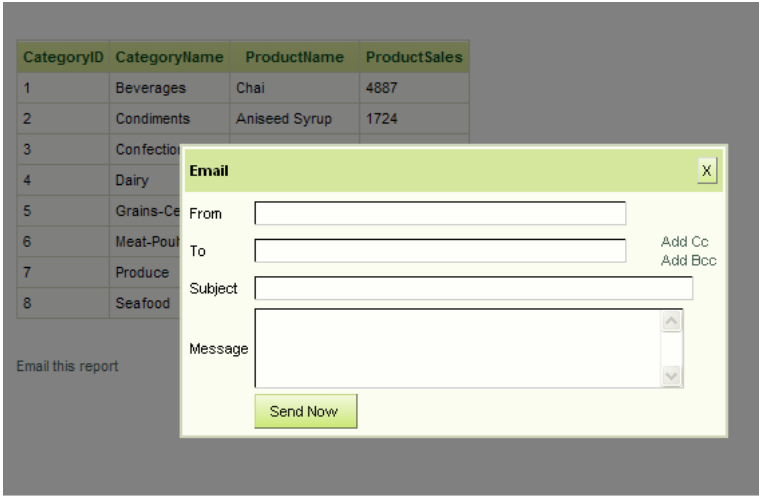 CategoryID CategoryName ProductName ProductSales
1 Beverages Chai 4887
2 Condiments Aniseed Syrup 1724
3
4 Dairy
5
6
7 Produce
8 Seafood
Email this report
Email X
From
To
Add Cc
Add Bcc
Subject
Message
Send Now